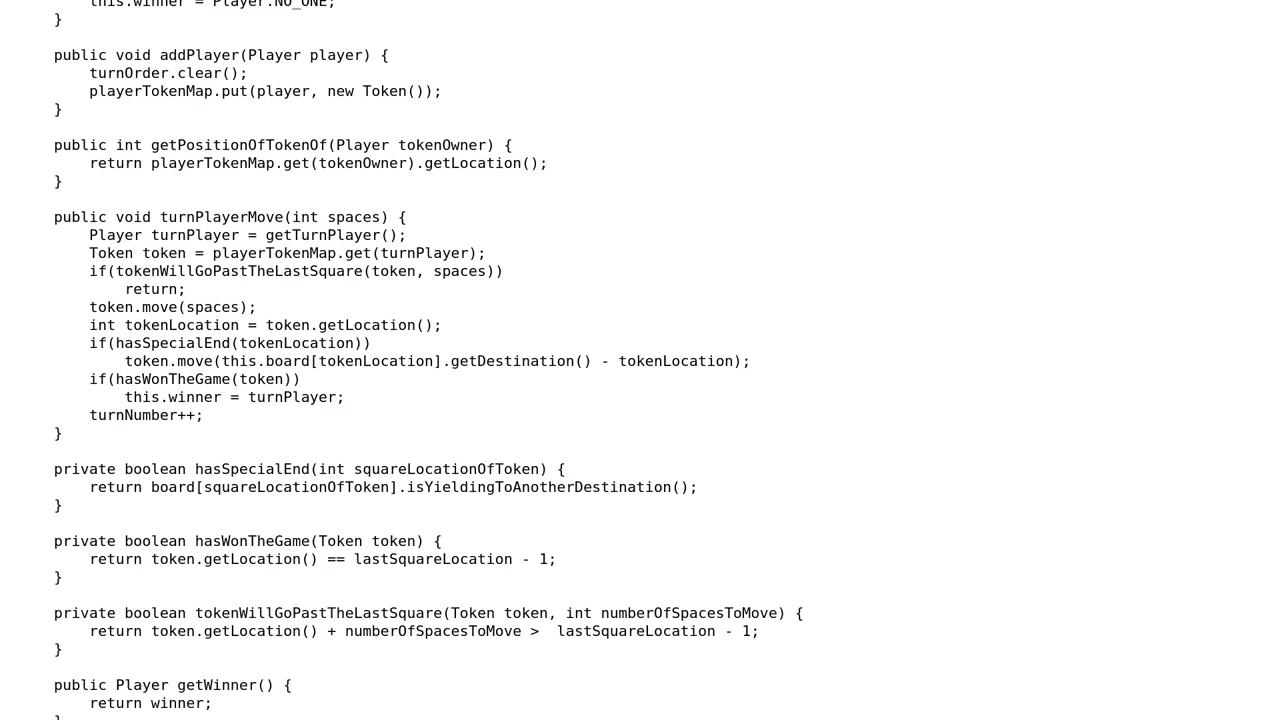 this.winner = Player.NO_ONE;
}
public void addPlayer(Player player) {
turnOrder.clear();
playerTokenMap.put(player, new Token());
}
public int getPositionOfTokenOf(Player tokenOwner) {
return playerTokenMap.get(tokenOwner).getLocation();
}
public void turnPlayerMove(int spaces) {
Player turnPlayer = getTurnPlayer();
Token token = playerTokenMap.get(turnPlayer);
if(tokenWillGoPastTheLastSquare(token, spaces))
return;
token.move(spaces);
int tokenLocation = token.getLocation();
if(hasSpecialEnd(tokenLocation))
token.move(this.board[tokenLocation].getDestination() - tokenLocation);
if(hasWonTheGame(token))
this.winner = turnPlayer;
turnNumber++;
}
private boolean hasSpecialEnd(int squareLocationOfToken) {
return board[squareLocationOfToken].isYieldingToAnotherDestination();
}
private boolean hasWonTheGame(Token token) {
return token.getLocation() == lastSquareLocation - 1;
}
private boolean tokenWillGoPastTheLastSquare(Token token, int numberOfSpacesToMove) {
return token.getLocation() + numberOfSpacesToMove >  lastSquareLocation - 1;
}
public Player getWinner() {
return winner;
}